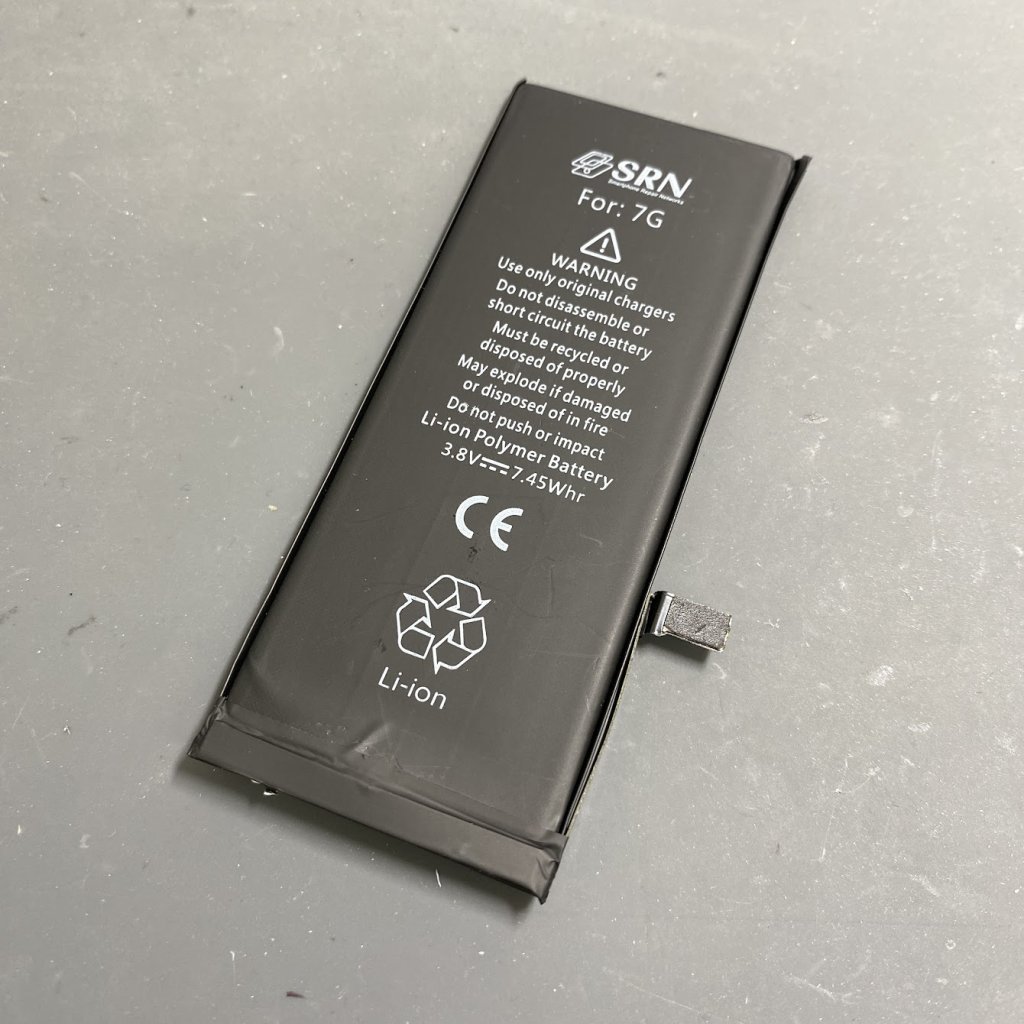 SRN
Smartphone Repair Networks
For: 7G
WARNING
Use only original chargers
Do not disassemble or
short circuit the battery
Must be recycled or
disposed of properly
May explode if damaged
or disposed of in fire
Do not push or impact
Li-ion Polymer Battery
3.8V⎓7.45Whr
CE
Li-ion